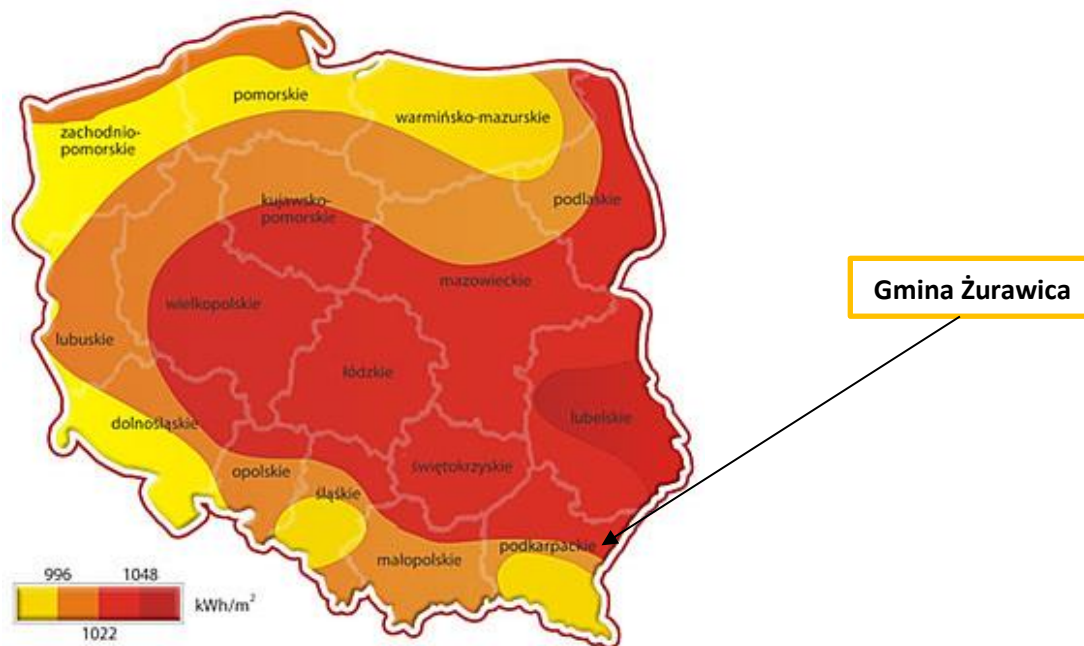 pomorskie
warmińsko-mazurskie
zachodnio-
pomorskie
podlaskie
kujawsko-
pomorskie
mazowieckie
Gmina Żurawica
wielkopolskie
lubuskie
łódzkie
lubelskie
dolnośląskie
świętokrzyskie
opolskie
śląskie
podkarpackie
małopolskie
996 1048
kWh/m²
1022